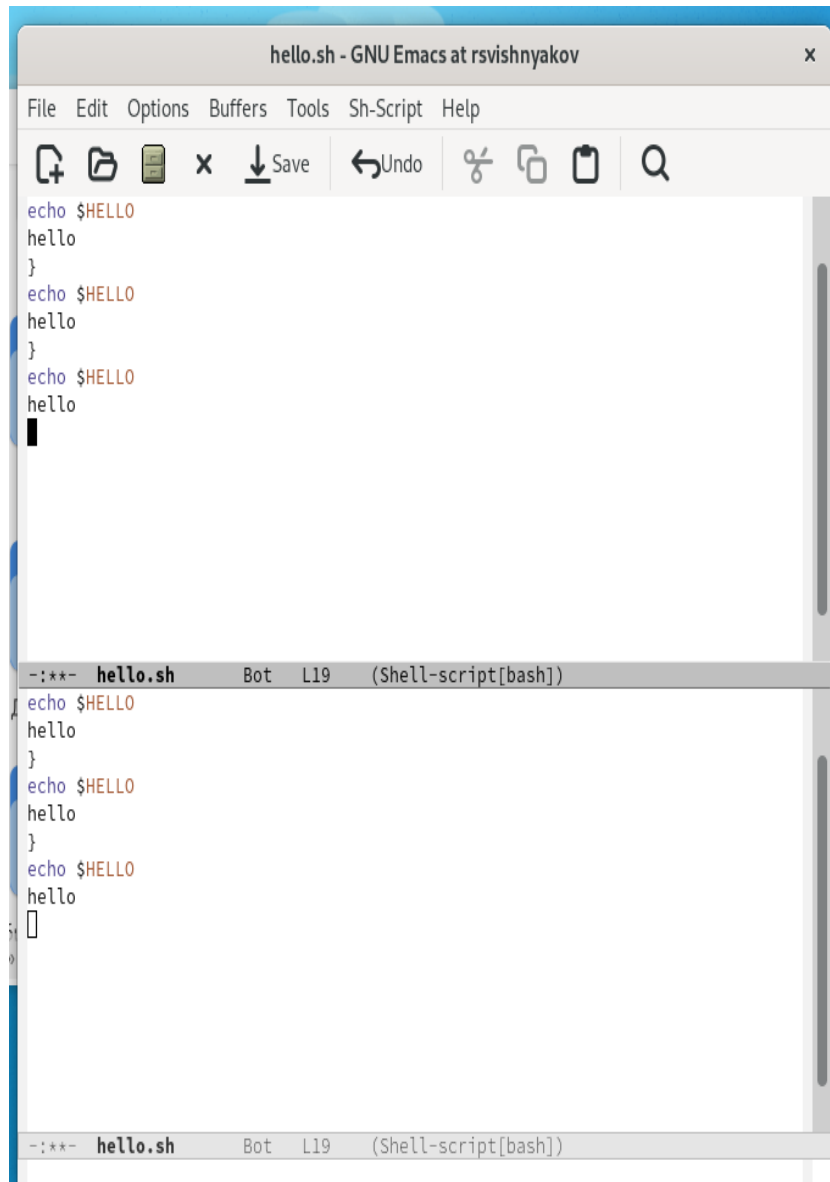 hello.sh - GNU Emacs at rsvishnyakov
File Edit Options Buffers Tools Sh-Script Help
Save Undo
echo $HELLO
hello
}
echo $HELLO
hello
}
echo $HELLO
hello
-:**- hello.sh Bot L19 (Shell-script[bash])
echo $HELLO
hello
}
echo $HELLO
hello
}
echo $HELLO
hello
-:**- hello.sh Bot L19 (Shell-script[bash])